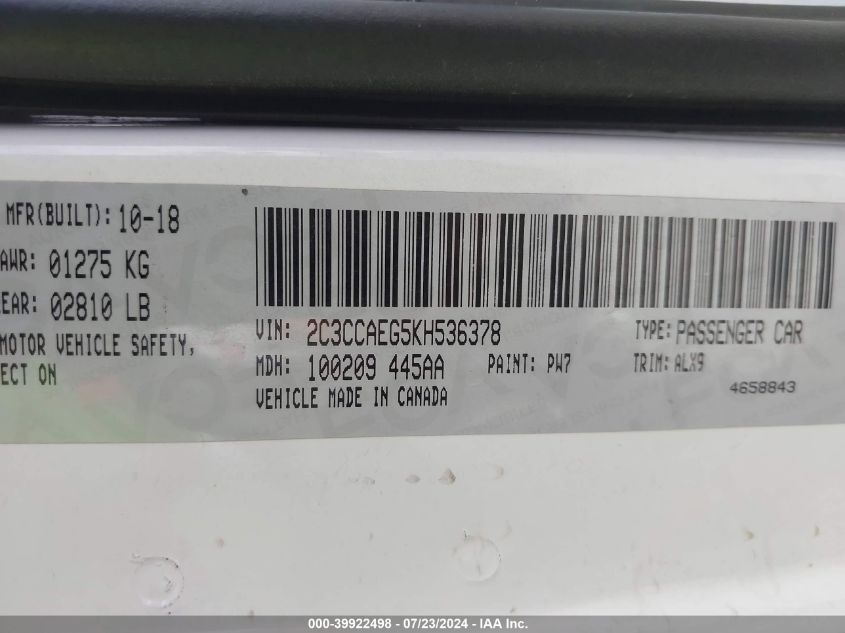 MFR(BUILT): 10-18
AWR: 01275 KG
EAR: 02810 LB
MOTOR VEHICLE SAFETY,
ECT ON
VIN: 2C3CCAEG5KH536378 TYPE: PASSENGER CAR
MDH: 100209 445AA PAINT: PW7 TRIM: ALX9
VEHICLE MADE IN CANADA 4658843
000-39922498 - 07/23/2024 - IAA Inc.